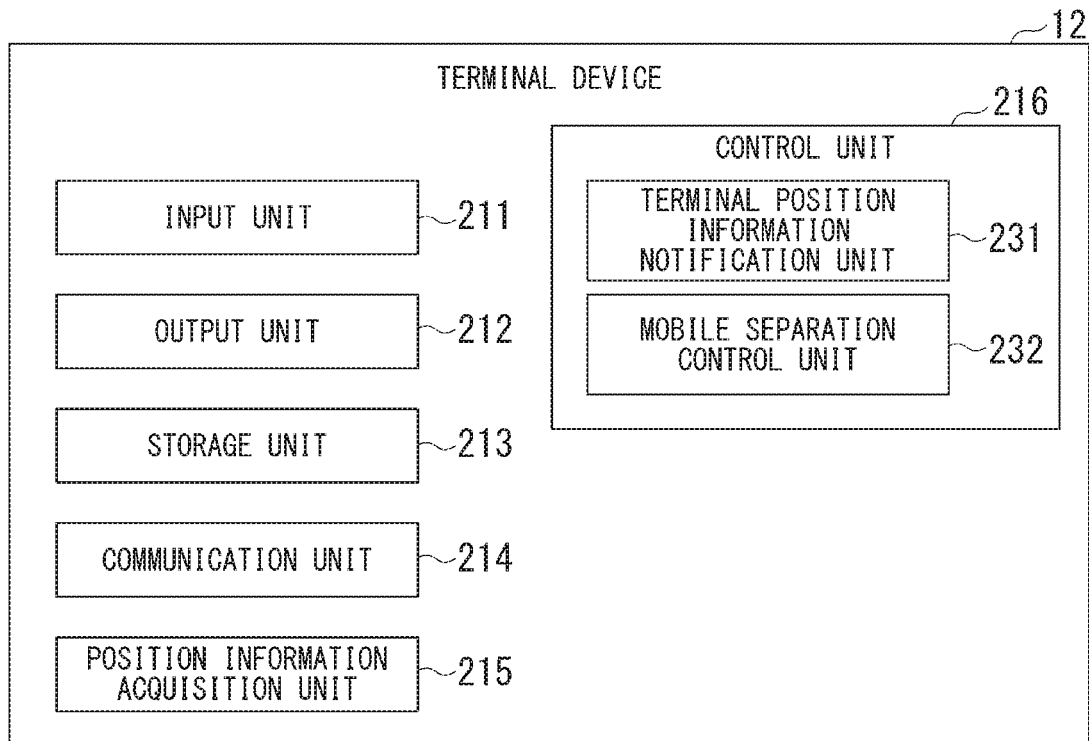 12
TERMINAL DEVICE
216
CONTROL UNIT
INPUT UNIT
211
TERMINAL POSITION
INFORMATION
NOTIFICATION UNIT
231
OUTPUT UNIT
212
MOBILE SEPARATION
CONTROL UNIT
232
STORAGE UNIT
213
COMMUNICATION UNIT
214
POSITION INFORMATION
ACQUISITION UNIT
215